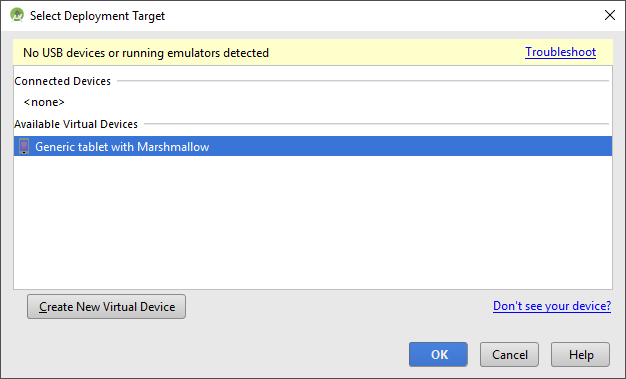 Select Deployment Target
No USB devices or running emulators detected Troubleshoot
Connected Devices
<none>
Available Virtual Devices
Generic tablet with Marshmallow
Create New Virtual Device Don't see your device?
OK Cancel Help